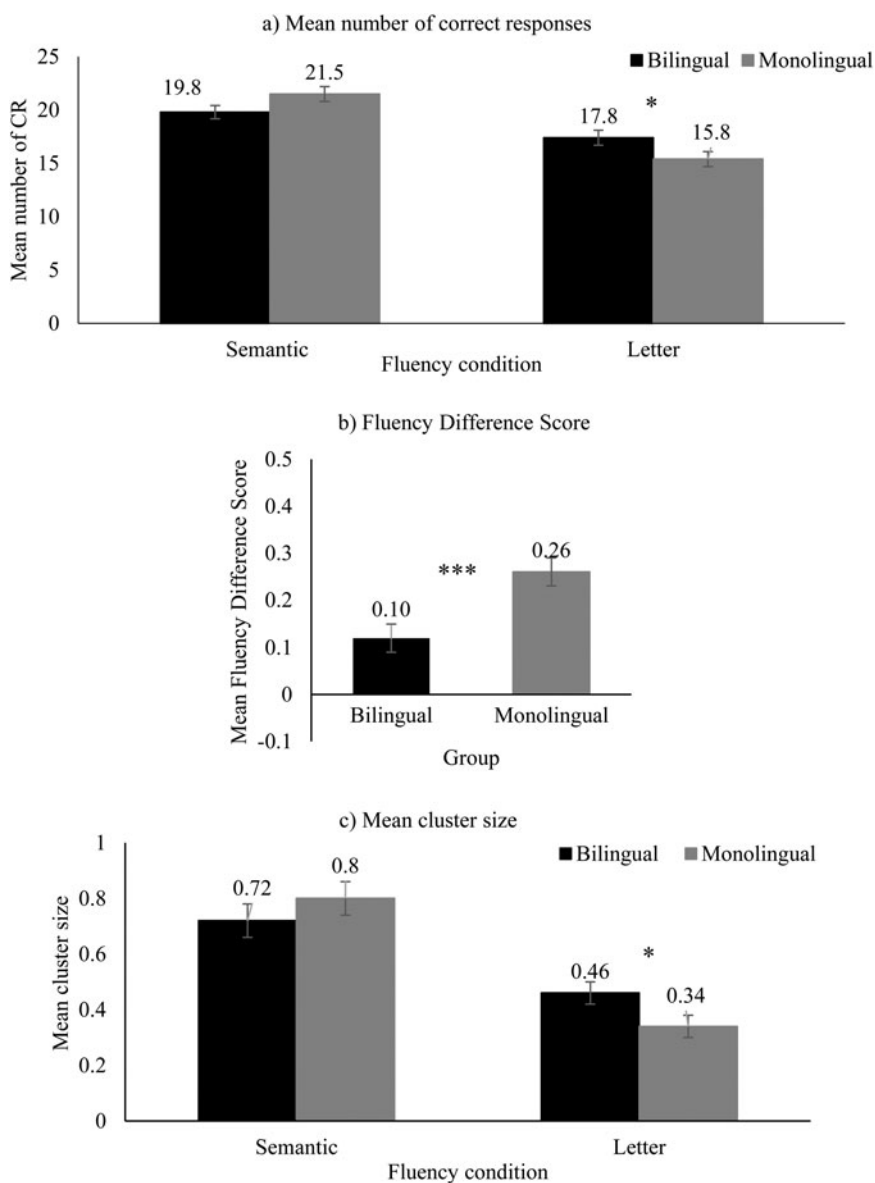 a) Mean number of correct responses
Bilingual Monolingual
Mean number of CR
25
20
15
10
5
0
19.8 21.5 17.8 * 15.8
Semantic Letter
Fluency condition
b) Fluency Difference Score
Mean Fluency Difference Score
0.5
0.4
0.3
0.2
0.1
0
-0.1
0.10 *** 0.26
Bilingual Monolingual
Group
c) Mean cluster size
Bilingual Monolingual
Mean cluster size
1
0.8
0.6
0.4
0.2
0
0.72 0.8 0.46 * 0.34
Semantic Letter
Fluency condition